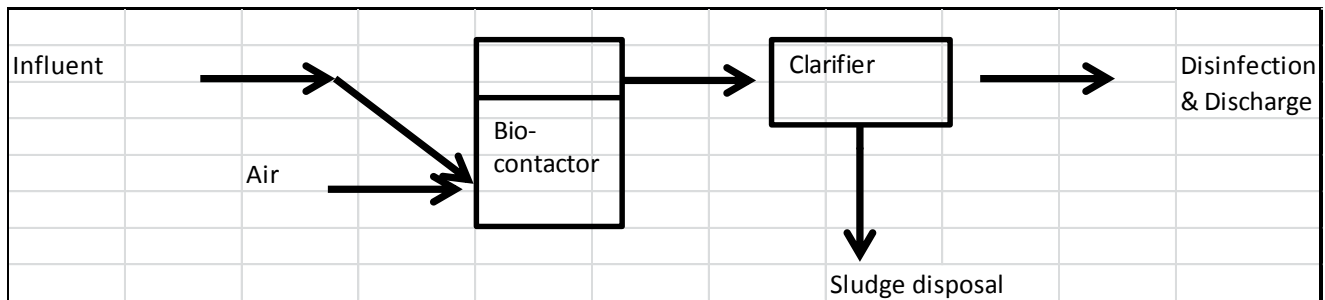 Influent
Air
Bio-
contactor
Clarifier
Disinfection
& Discharge
Sludge disposal